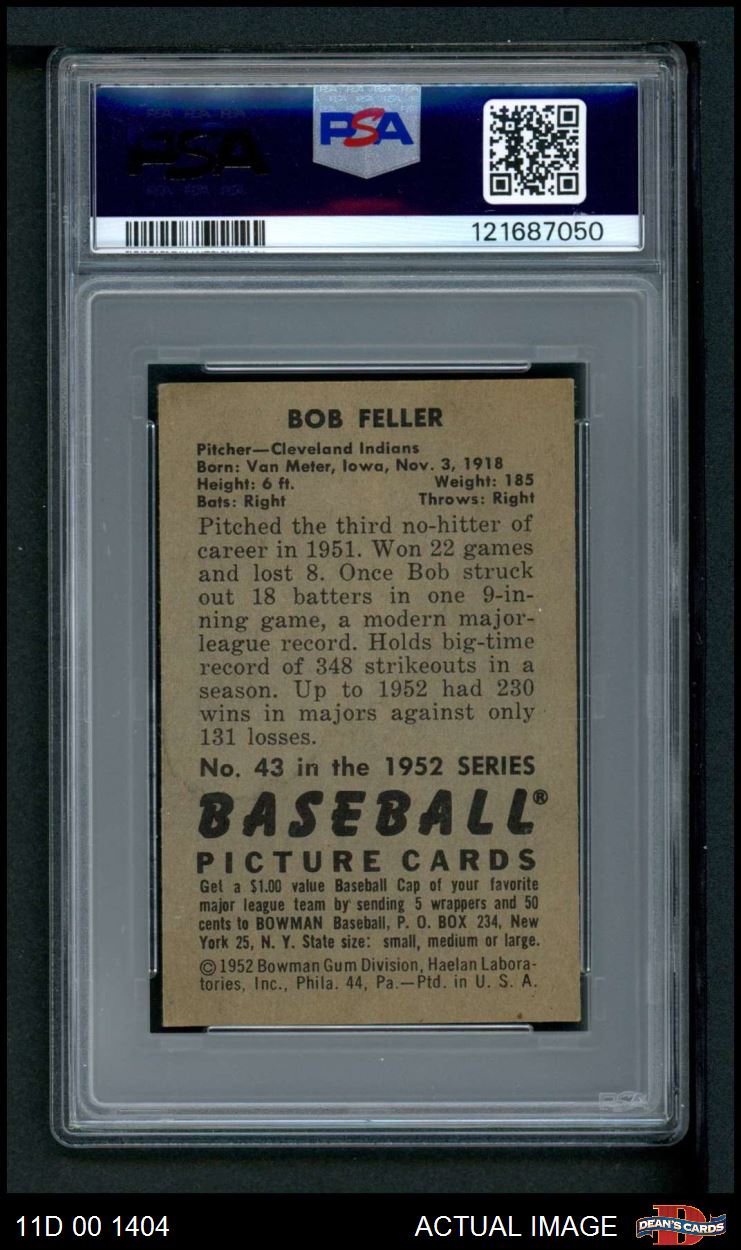 PSA
PSA
121687050
BOB FELLER
Pitcher—Cleveland Indians
Born: Van Meter, Iowa, Nov. 3, 1918
Height: 6 ft. Weight: 185
Bats: Right Throws: Right
Pitched the third no-hitter of
career in 1951. Won 22 games
and lost 8. Once Bob struck
out 18 batters in one 9-in-
ning game, a modern major-
league record. Holds big-time
record of 348 strikeouts in a
season. Up to 1952 had 230
wins in majors against only
131 losses.
No. 43 in the 1952 SERIES
BASEBALL®
PICTURE CARDS
Get a $1.00 value Baseball Cap of your favorite
major league team by sending 5 wrappers and 50
cents to BOWMAN Baseball, P. O. BOX 234, New
York 25, N. Y. State size: small, medium or large.
©1952 Bowman Gum Division, Haelan Labora-
tories, Inc., Phila. 44, Pa.—Ptd. in U. S. A.
PSA
11D 00 1404 ACTUAL IMAGE DEAN'S CARDS